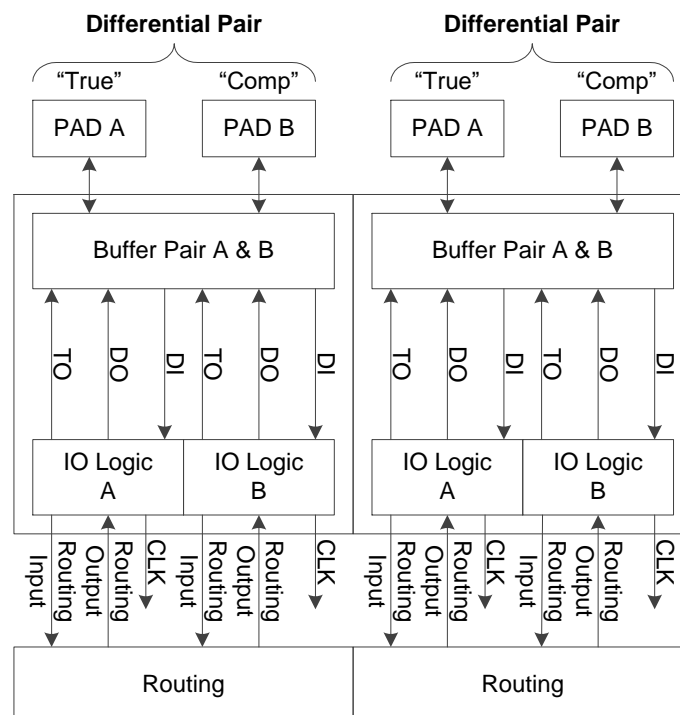 Differential Pair
Differential Pair
“True”
“Comp”
“True”
“Comp”
PAD A
PAD B
PAD A
PAD B
Buffer Pair A & B
Buffer Pair A & B
TO
DO
DI
TO
DO
DI
TO
DO
DI
TO
DO
DI
IO Logic
A
IO Logic
B
IO Logic
A
IO Logic
B
Routing
Input
Routing
Output
CLK
Routing
Input
Routing
Output
CLK
Routing
Input
Routing
Output
CLK
Routing
Input
Routing
Output
CLK
Routing
Routing